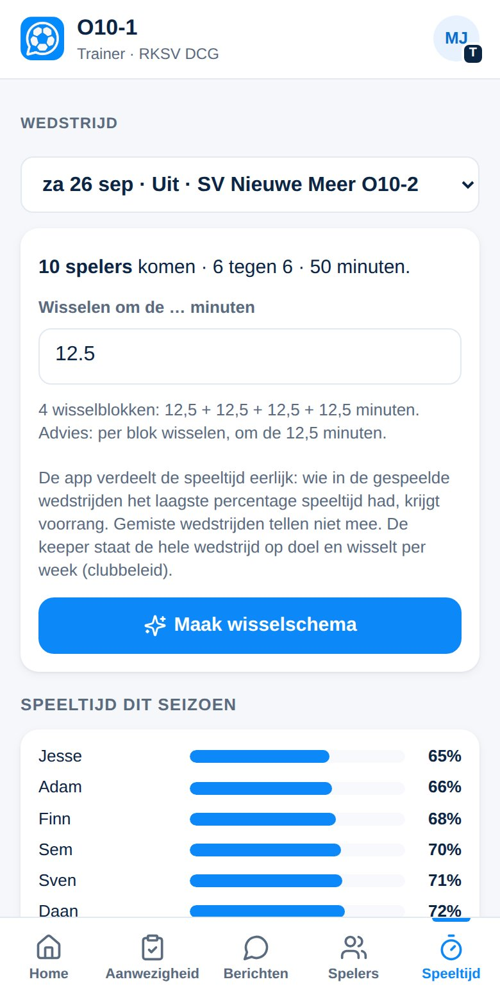 O10-1
Trainer · RKSV DCG
MJ
T
WEDSTRIJD
za 26 sep · Uit · SV Nieuwe Meer O10-2
10 spelers komen · 6 tegen 6 · 50 minuten.
Wisselen om de … minuten
12.5
4 wisselblokken: 12,5 + 12,5 + 12,5 + 12,5 minuten.
Advies: per blok wisselen, om de 12,5 minuten.
De app verdeelt de speeltijd eerlijk: wie in de gespeelde
wedstrijden het laagste percentage speeltijd had, krijgt
voorrang. Gemiste wedstrijden tellen niet mee. De
keeper staat de hele wedstrijd op doel en wisselt per
week (clubbeleid).
Maak wisselschema
SPEELTIJD DIT SEIZOEN
Jesse 65%
Adam 66%
Finn 68%
Sem 70%
Sven 71%
Daan 72%
Home Aanwezigheid Berichten Spelers Speeltijd